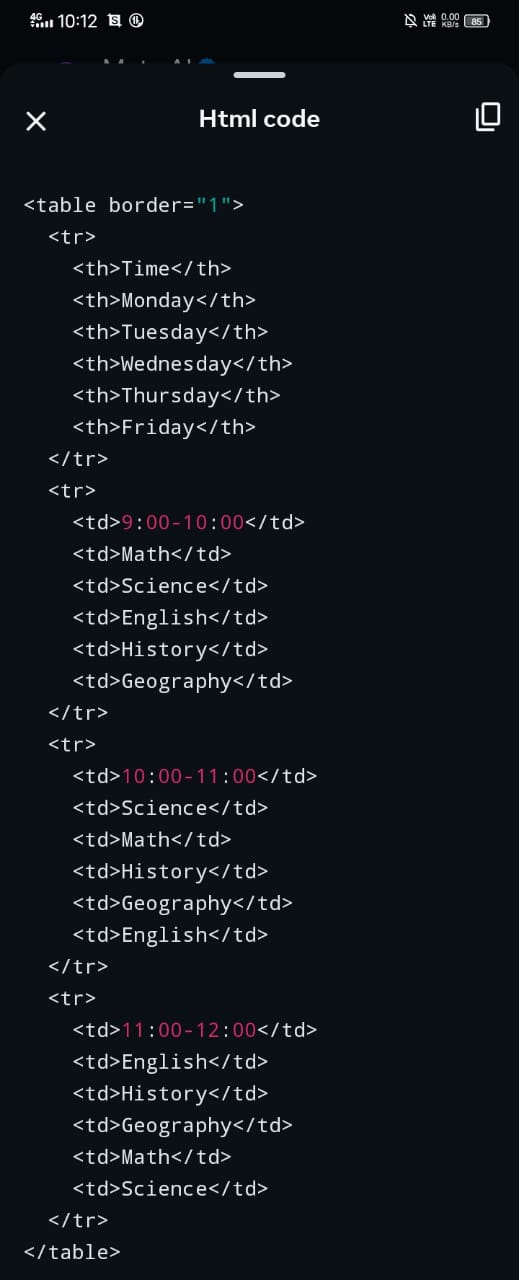 4G 10:12 VoI) LTE 0.00 KB/s 85
Html code
<table border="1">
  <tr>
    <th>Time</th>
    <th>Monday</th>
    <th>Tuesday</th>
    <th>Wednesday</th>
    <th>Thursday</th>
    <th>Friday</th>
  </tr>
  <tr>
    <td>9:00-10:00</td>
    <td>Math</td>
    <td>Science</td>
    <td>English</td>
    <td>History</td>
    <td>Geography</td>
  </tr>
  <tr>
    <td>10:00-11:00</td>
    <td>Science</td>
    <td>Math</td>
    <td>History</td>
    <td>Geography</td>
    <td>English</td>
  </tr>
  <tr>
    <td>11:00-12:00</td>
    <td>English</td>
    <td>History</td>
    <td>Geography</td>
    <td>Math</td>
    <td>Science</td>
  </tr>
</table>